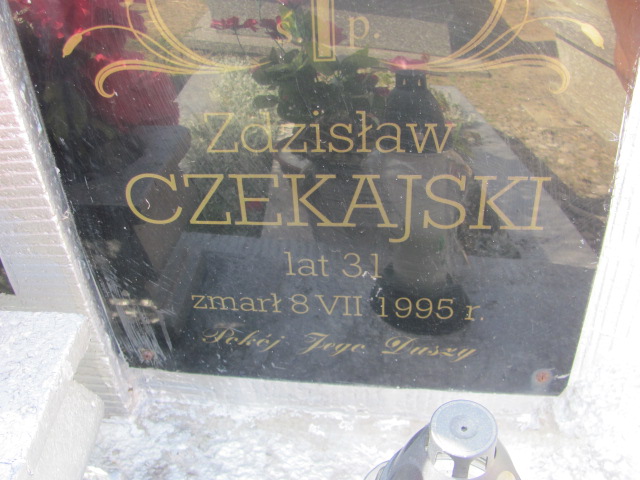 ś p.
Zdzisław
CZEKAJSKI
lat 31
zmarł 8 VII 1995 r.
Pokój Jego Duszy